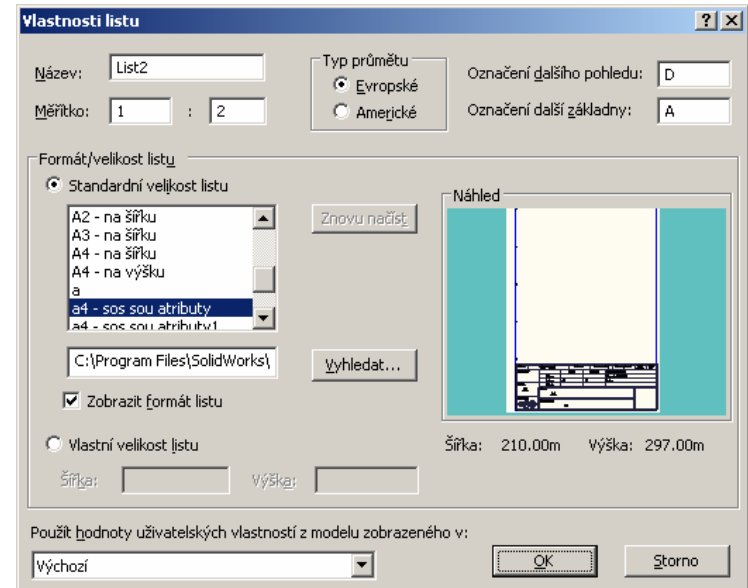 Vlastnosti listu
Název: List2
Měřítko: 1 : 2
Typ průmětu
Evropské
Americké
Označení dalšího pohledu: D
Označení další základny: A
Formát/velikost listu
Standardní velikost listu
A2 - na šířku
A3 - na šířku
A4 - na šířku
A4 - na výšku
a
a4 - sos sou atributy
a4 - sos sou atributy1
Znovu načíst
C:\Program Files\SolidWorks\
Vyhledat...
Zobrazit formát listu
Náhled
Vlastní velikost listu
Šířka: Výška:
Šířka: 210.00m Výška: 297.00m
Použít hodnoty uživatelských vlastností z modelu zobrazeného v:
Výchozí
OK
Storno